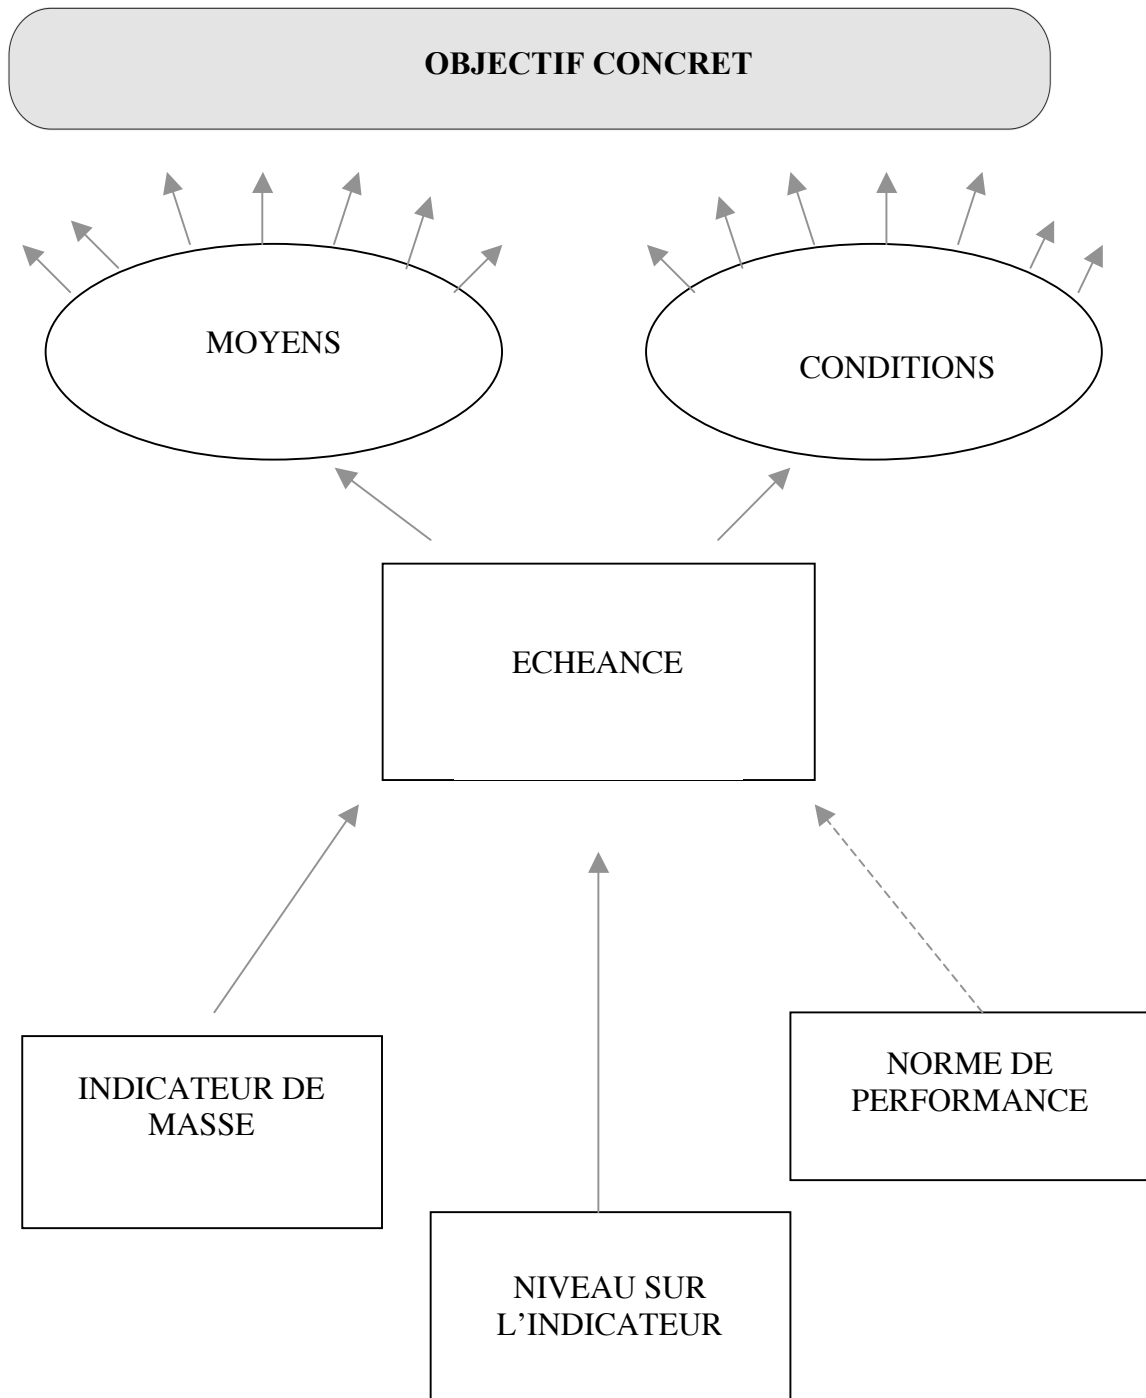 OBJECTIF CONCRET
MOYENS
CONDITIONS
ECHEANCE
INDICATEUR DE
MASSE
NORME DE
PERFORMANCE
NIVEAU SUR
L’INDICATEUR